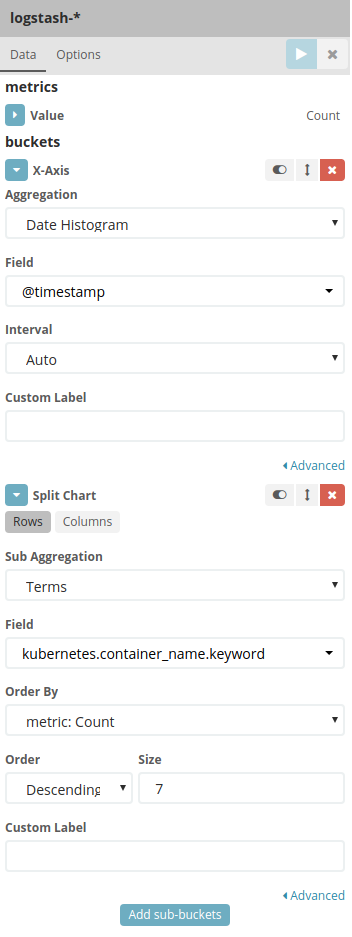 logstash-*
Data Options
metrics
Value Count
buckets
X-Axis
Aggregation
Date Histogram
Field
@timestamp
Interval
Auto
Custom Label
Advanced
Split Chart
Rows Columns
Sub Aggregation
Terms
Field
kubernetes.container_name.keyword
Order By
metric: Count
Order Size
Descending 7
Custom Label
Advanced
Add sub-buckets